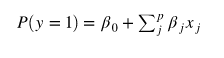 P(y = 1) = β₀ + ∑ⱼᵖ βⱼxⱼ